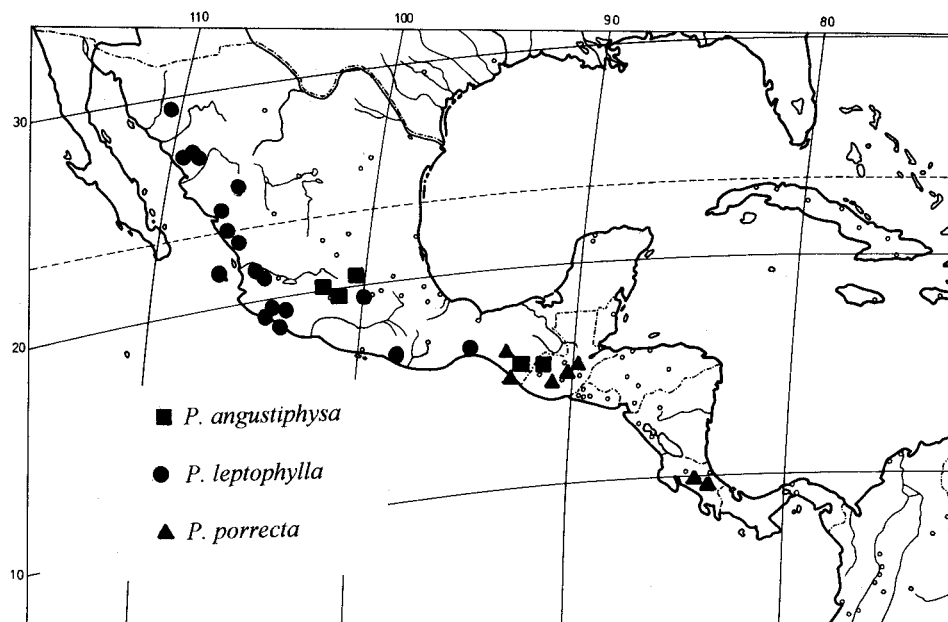 110 100 90 80
30
20
P. angustiphysa
P. leptophylla
P. porrecta
10